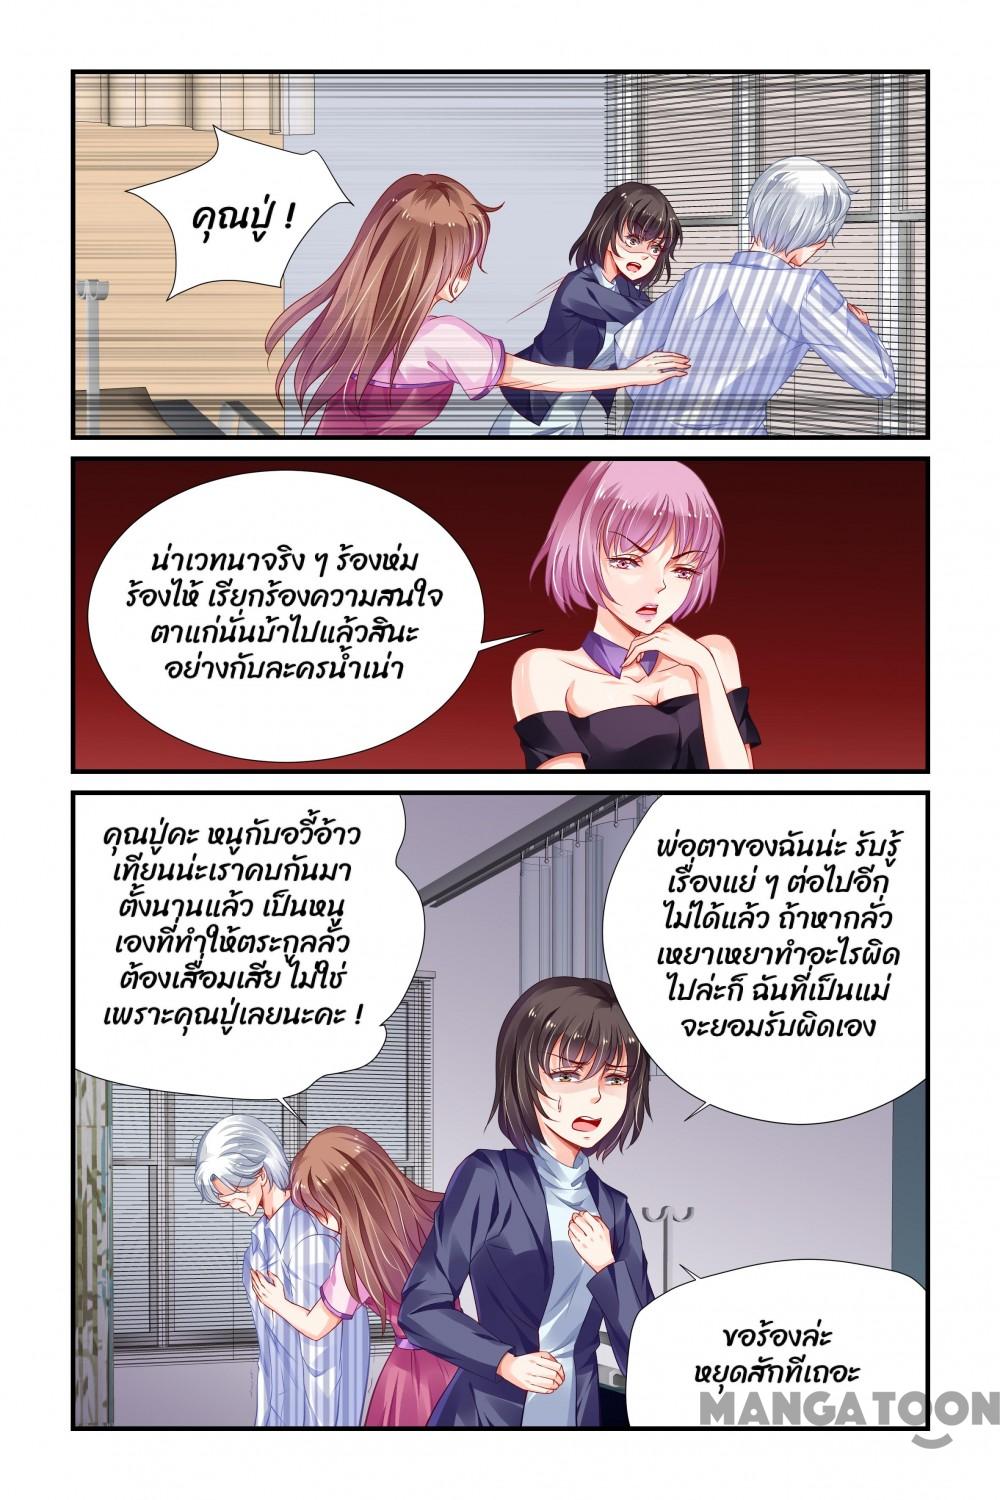 คุณปู่ !
น่าเวทนาจริง ๆ ร้องห่ม
ร้องไห้ เรียกร้องความสนใจ
ตาแก่นั่นบ้าไปแล้วสินะ
อย่างกับละครน้ำเน่า
คุณปู่คะ หนูกับอวี้อ้าว
เทียนน่ะเราคบกันมา
ตั้งนานแล้ว เป็นหนู
เองที่ทำให้ตระกูลลั่ว
ต้องเสื่อมเสีย ไม่ใช่
เพราะคุณปู่เลยนะคะ !
พ่อตาของฉันน่ะ รับรู้
เรื่องแย่ ๆ ต่อไปอีก
ไม่ได้แล้ว ถ้าหากลั่ว
เหยาเหยาทำอะไรผิด
ไปล่ะก็ ฉันที่เป็นแม่
จะยอมรับผิดเอง
ขอร้องล่ะ
หยุดสักทีเถอะ
MANGATOON